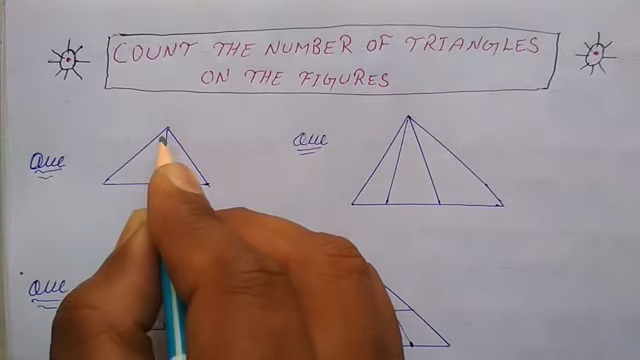 COUNT THE NUMBER OF TRIANGLES
ON THE FIGURES
Que
Que
Que